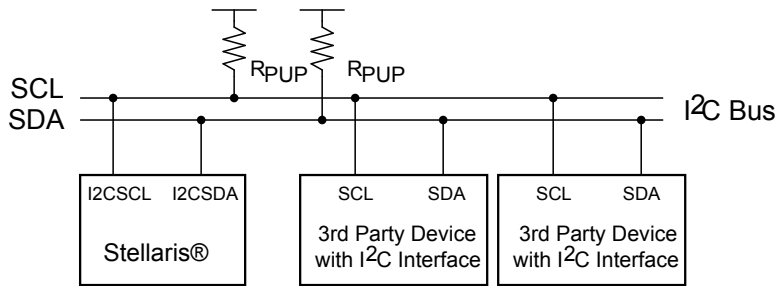 RPUP RPUP
SCL
SDA
I2C Bus
I2CSCL I2CSDA
Stellaris®
SCL SDA
3rd Party Device
with I2C Interface
SCL SDA
3rd Party Device
with I2C Interface